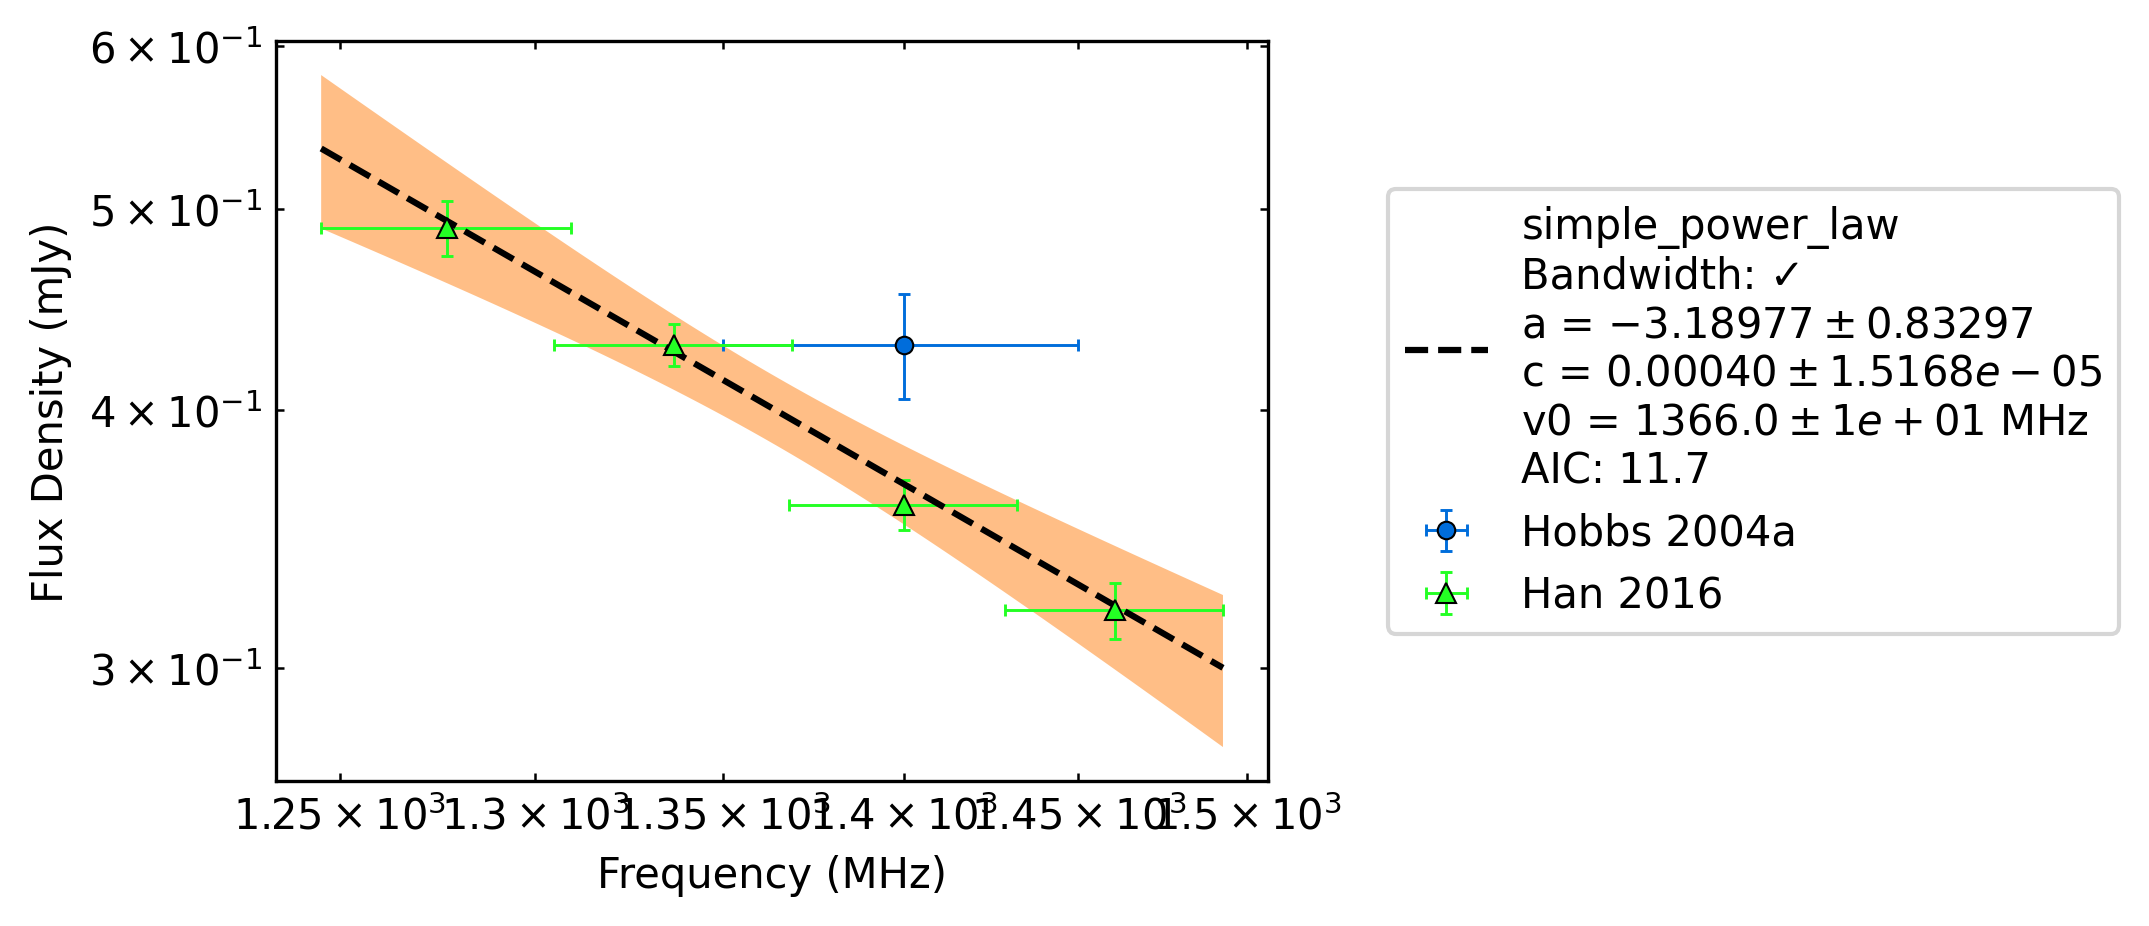 6 × 10⁻¹
5 × 10⁻¹
4 × 10⁻¹
3 × 10⁻¹
Flux Density (mJy)
1.25 × 10³
1.3 × 10³
1.35 × 10³
1.4 × 10³
1.45 × 10³
1.5 × 10³
Frequency (MHz)
simple_power_law
Bandwidth: ✓
a = −3.18977 ± 0.83297
c = 0.00040 ± 1.5168e − 05
v0 = 1366.0 ± 1e + 01 MHz
AIC: 11.7
Hobbs 2004a
Han 2016